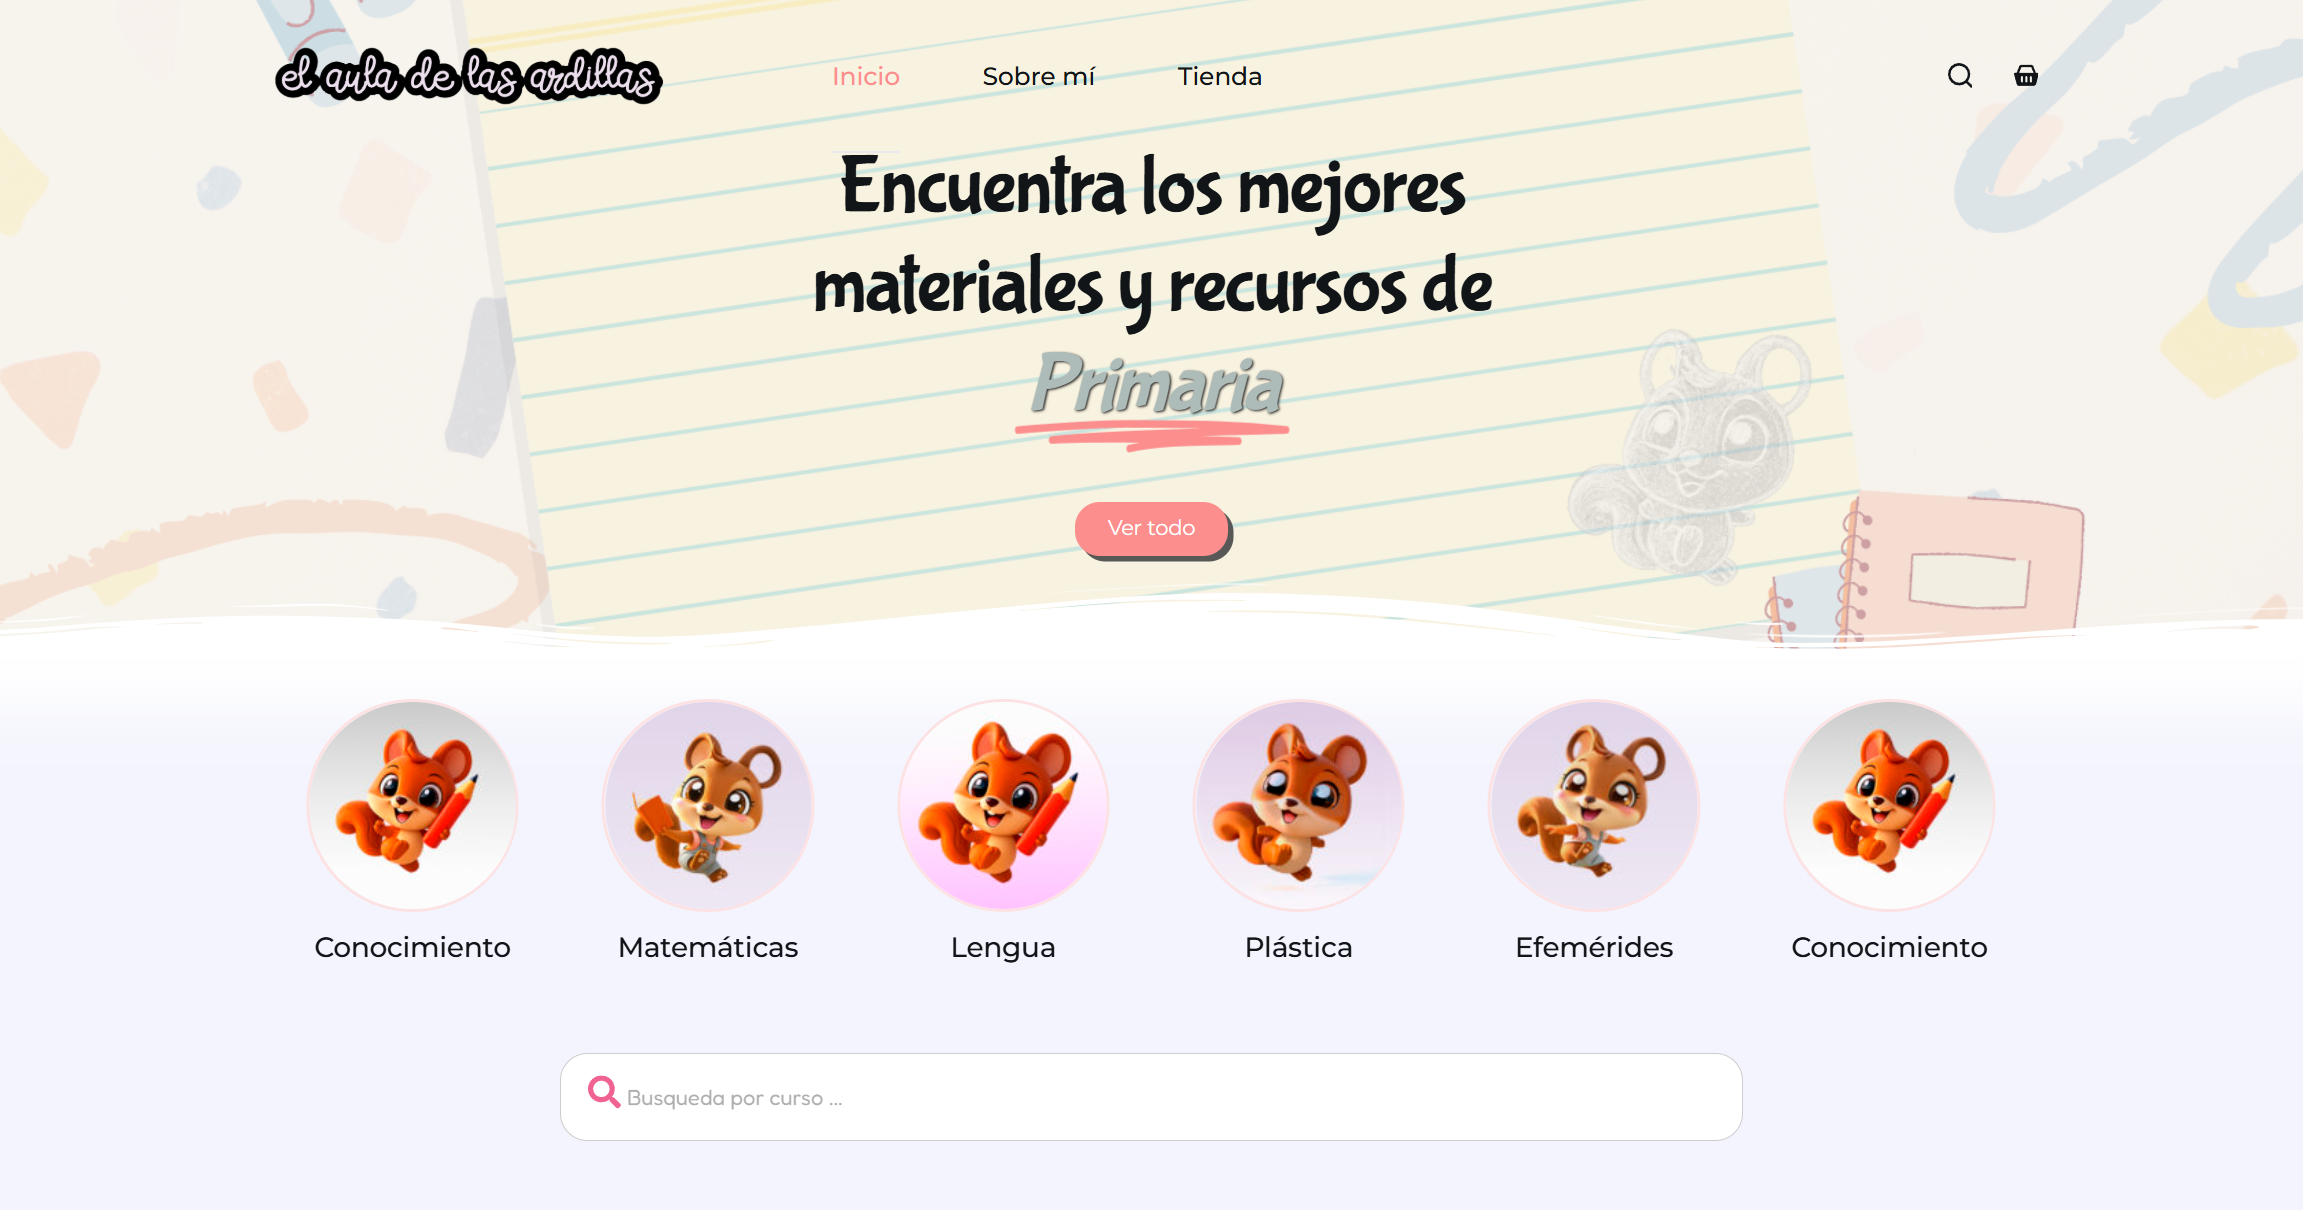 el aula de las ardillas
Inicio
Sobre mí
Tienda
Encuentra los mejores
materiales y recursos de
Primaria
Ver todo
Conocimiento
Matemáticas
Lengua
Plástica
Efemérides
Conocimiento
Busqueda por curso ...